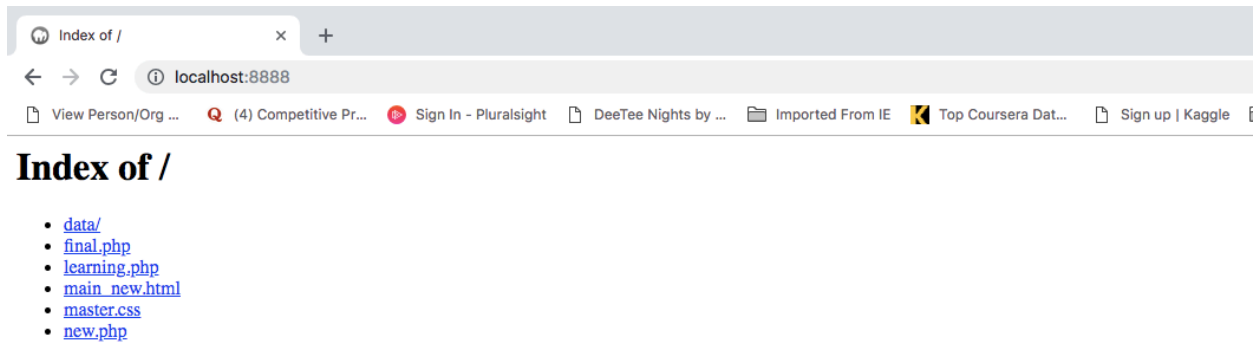 Index of /
localhost:8888
View Person/Org ... (4) Competitive Pr... Sign In - Pluralsight DeeTee Nights by ... Imported From IE Top Coursera Dat... Sign up | Kaggle
Index of /
data/
final.php
learning.php
main_new.html
master.css
new.php